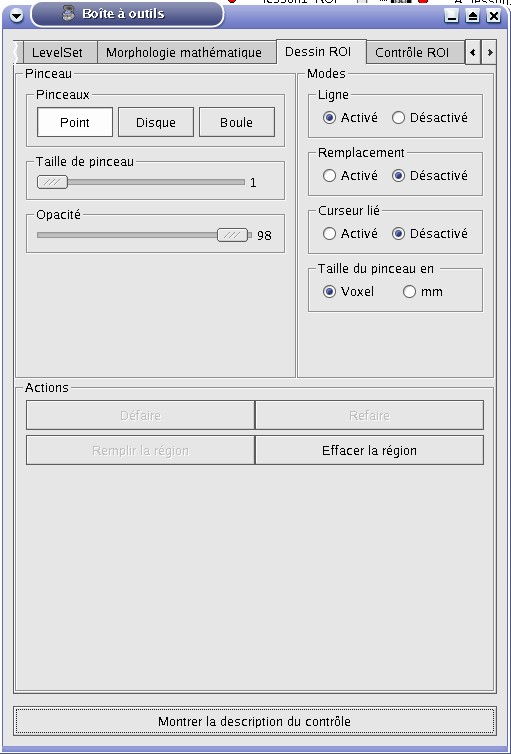 Boîte à outils
LevelSet Morphologie mathématique Dessin ROI Contrôle ROI
Pinceau
Pinceaux
Point Disque Boule
Taille de pinceau
1
Opacité
98
Modes
Ligne
Activé Désactivé
Remplacement
Activé Désactivé
Curseur lié
Activé Désactivé
Taille du pinceau en
Voxel mm
Actions
Défaire Refaire
Remplir la région Effacer la région
Montrer la description du contrôle